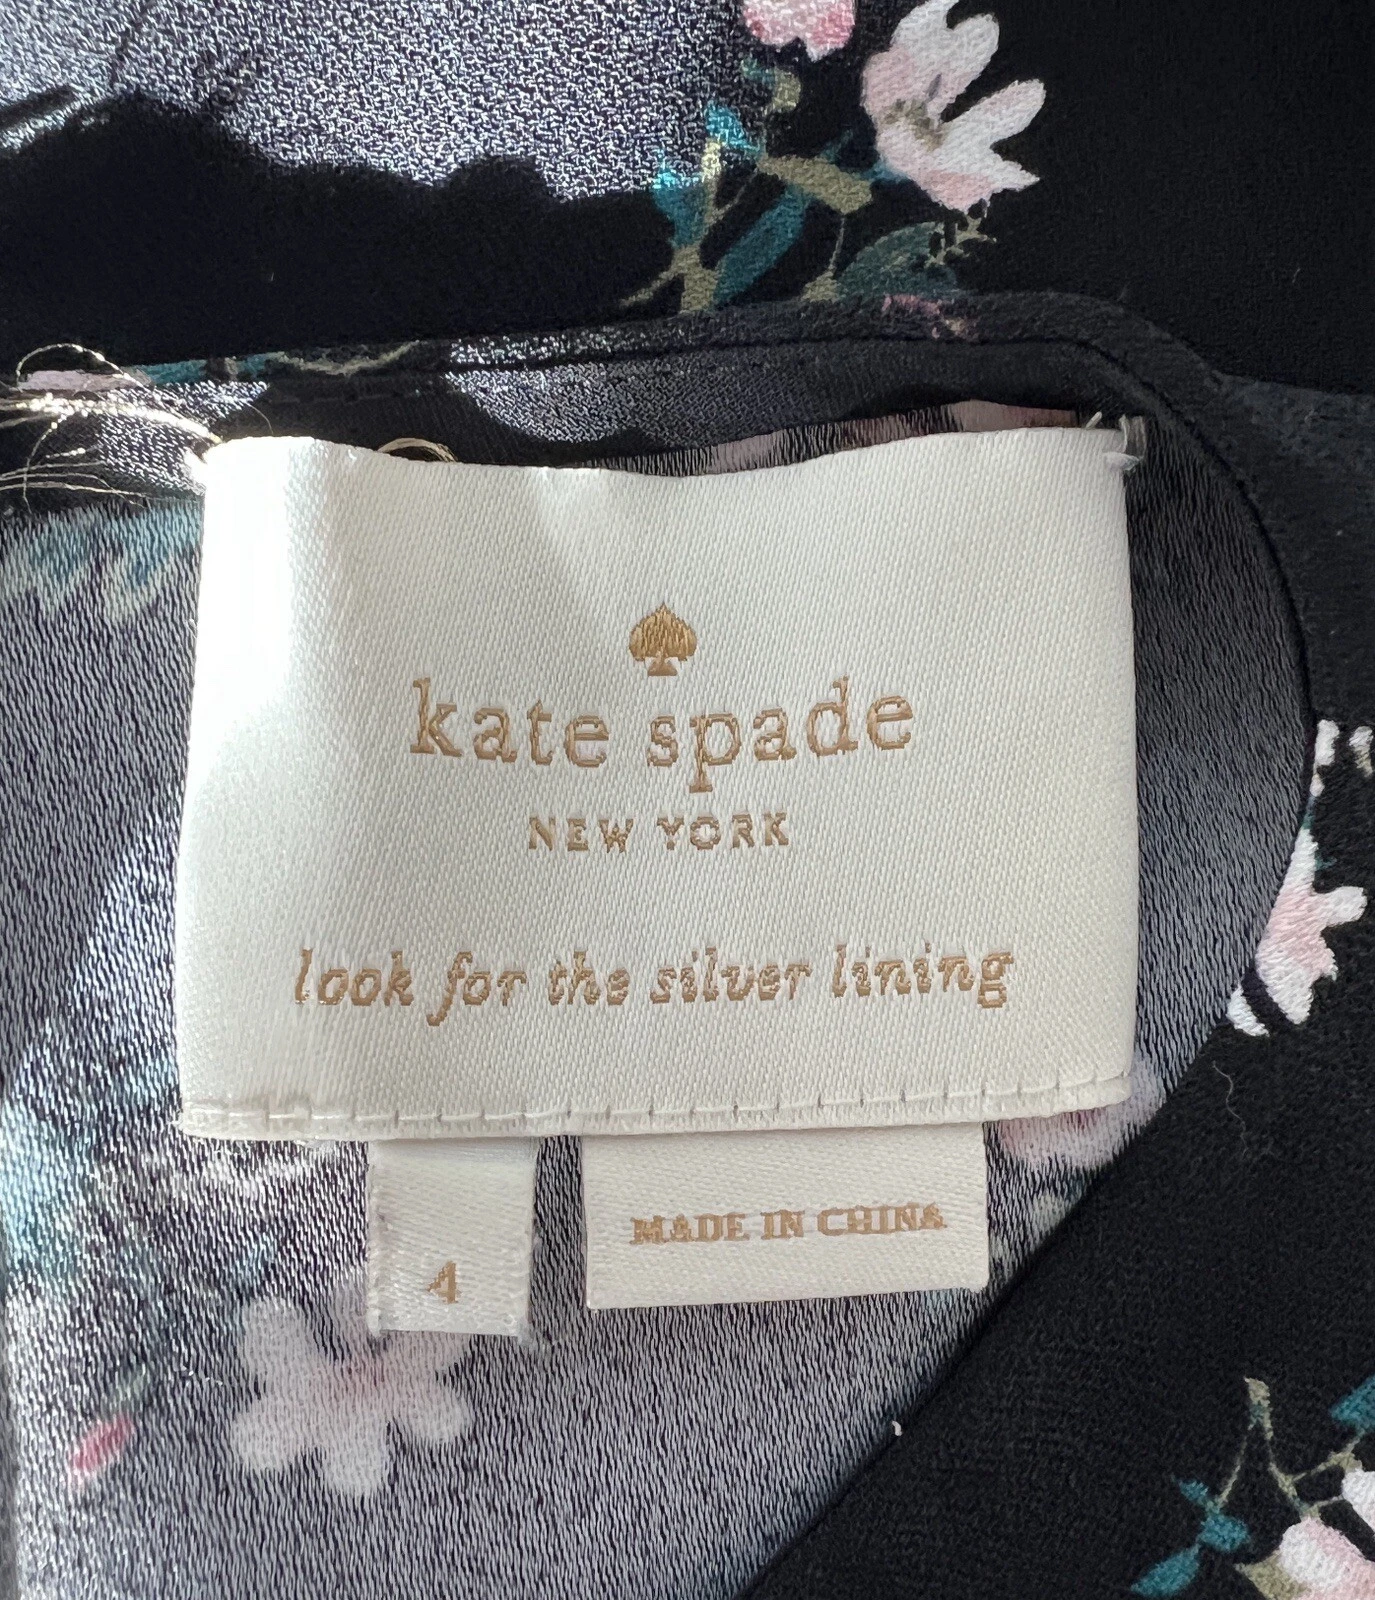 kate spade
NEW YORK
look for the silver lining
4
MADE IN CHINA